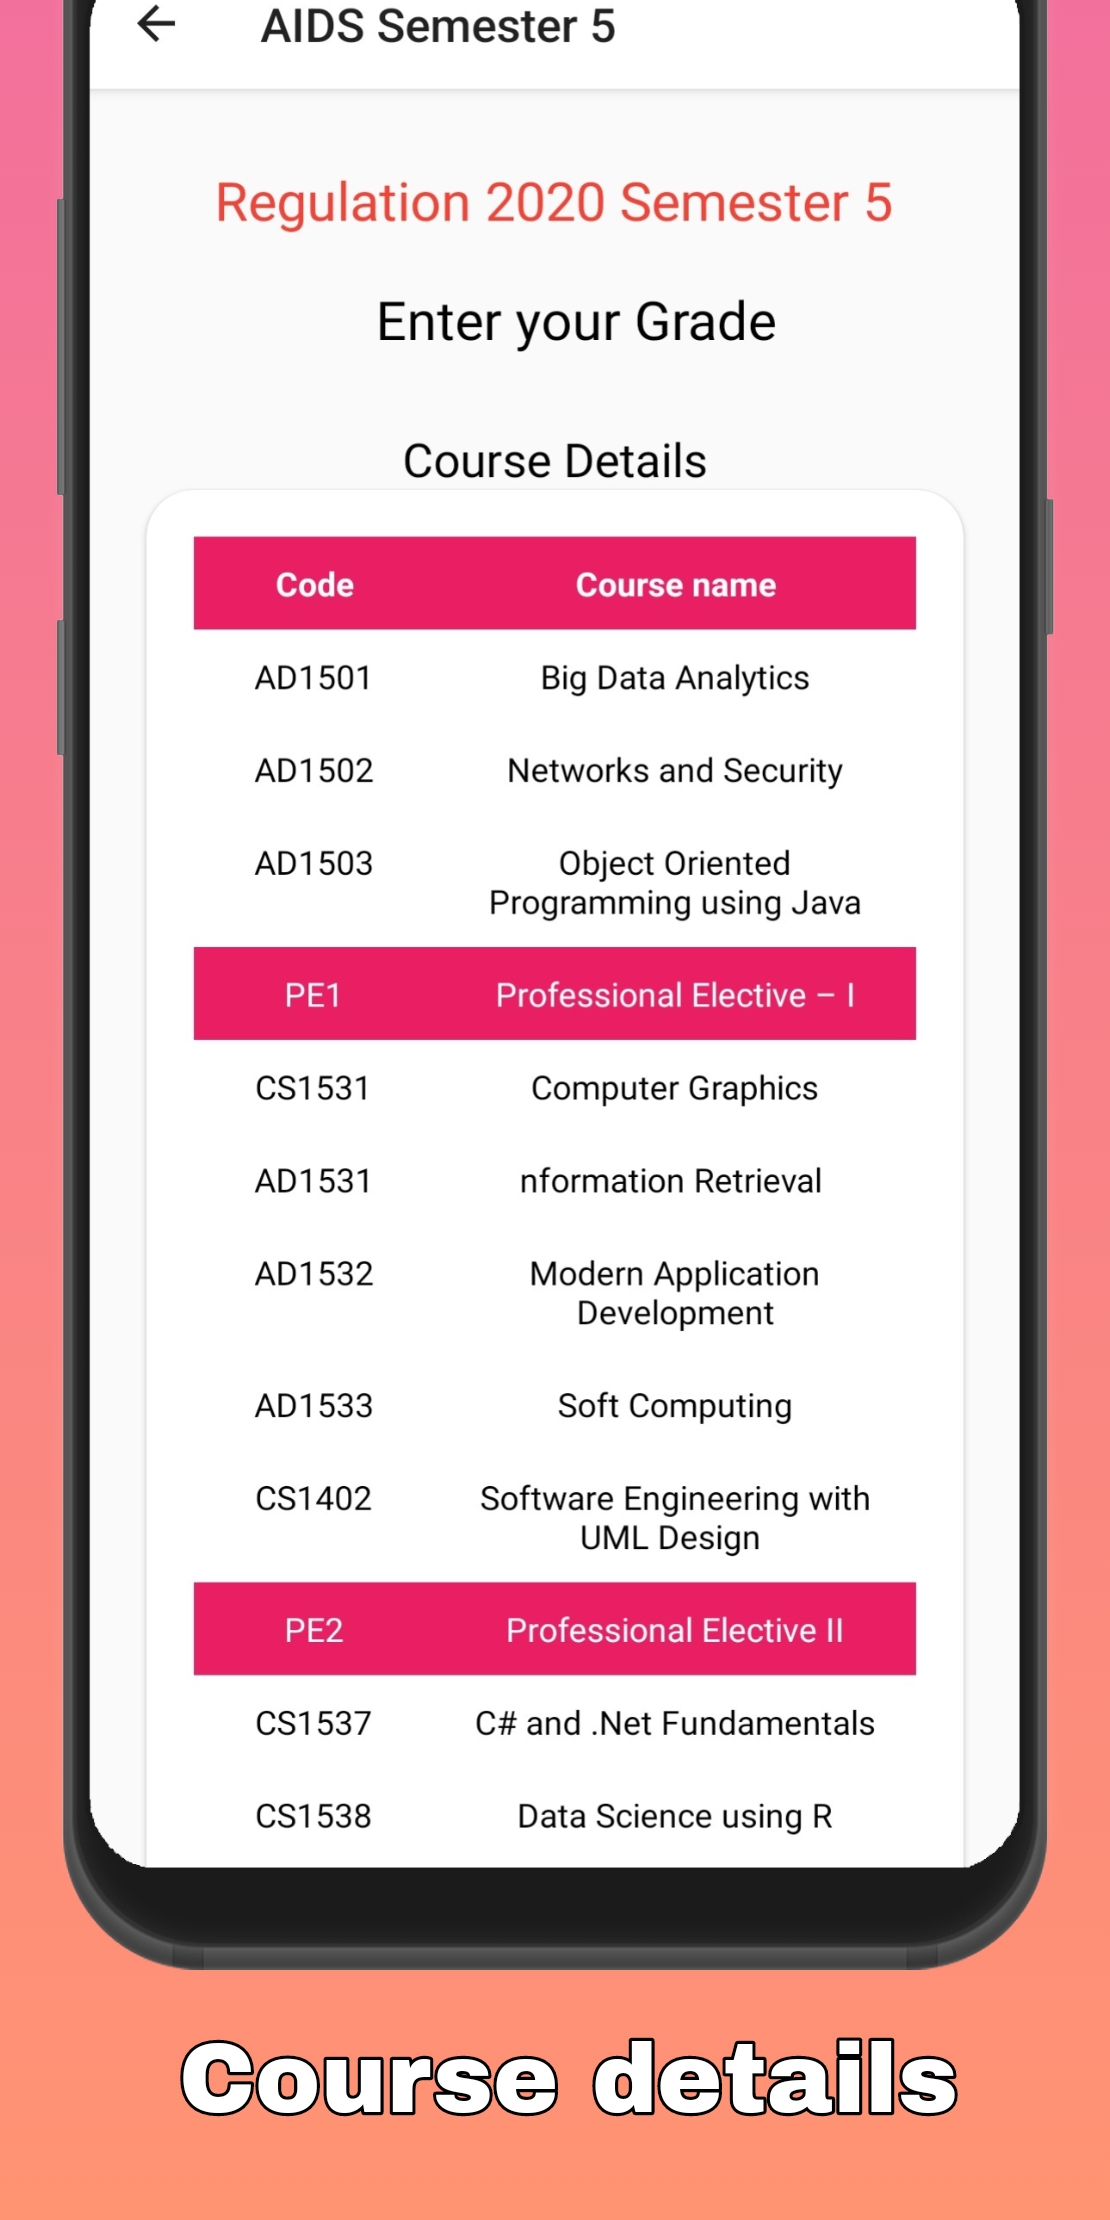 AIDS Semester 5
Regulation 2020 Semester 5
Enter your Grade
Course Details
Code Course name
AD1501 Big Data Analytics
AD1502 Networks and Security
AD1503 Object Oriented
Programming using Java
PE1 Professional Elective – I
CS1531 Computer Graphics
AD1531 nformation Retrieval
AD1532 Modern Application
Development
AD1533 Soft Computing
CS1402 Software Engineering with
UML Design
PE2 Professional Elective II
CS1537 C# and .Net Fundamentals
CS1538 Data Science using R
Course details